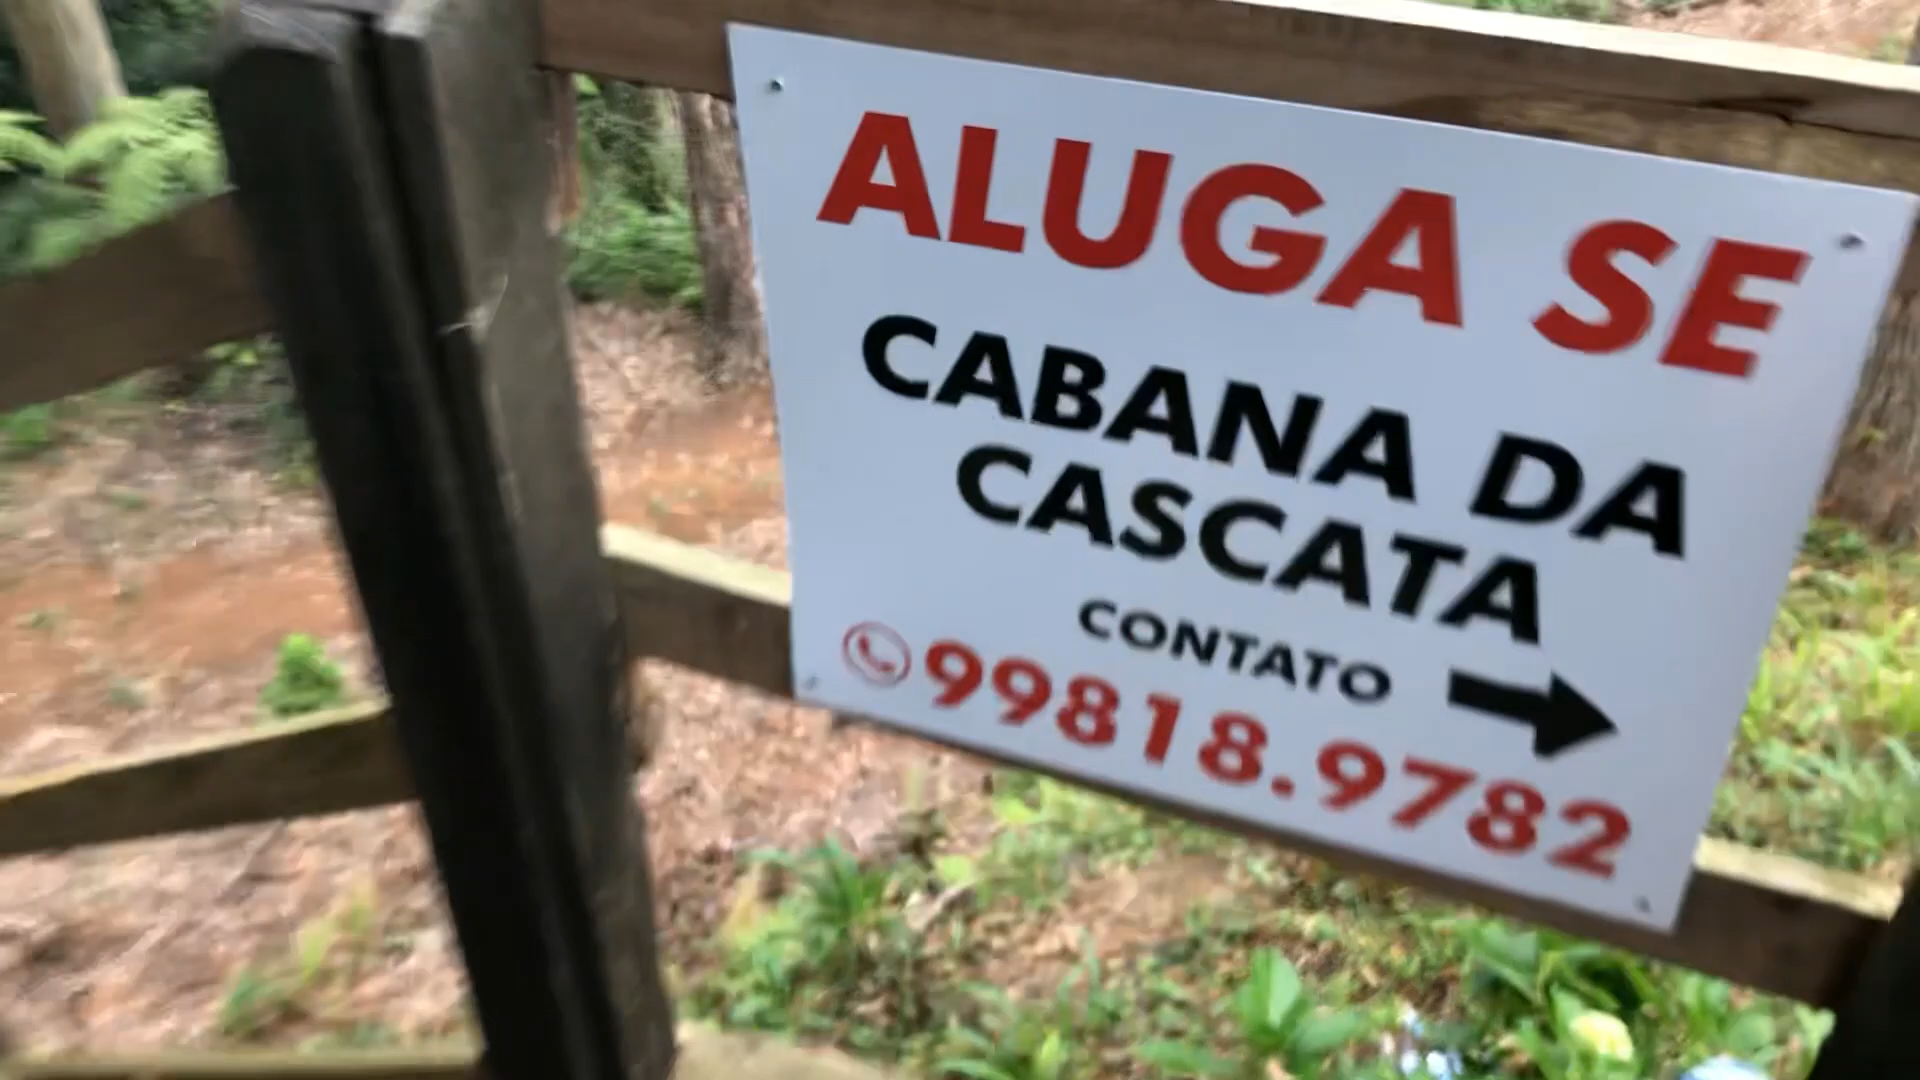 ALUGA SE
CABANA DA
CASCATA
CONTATO
99818.9782